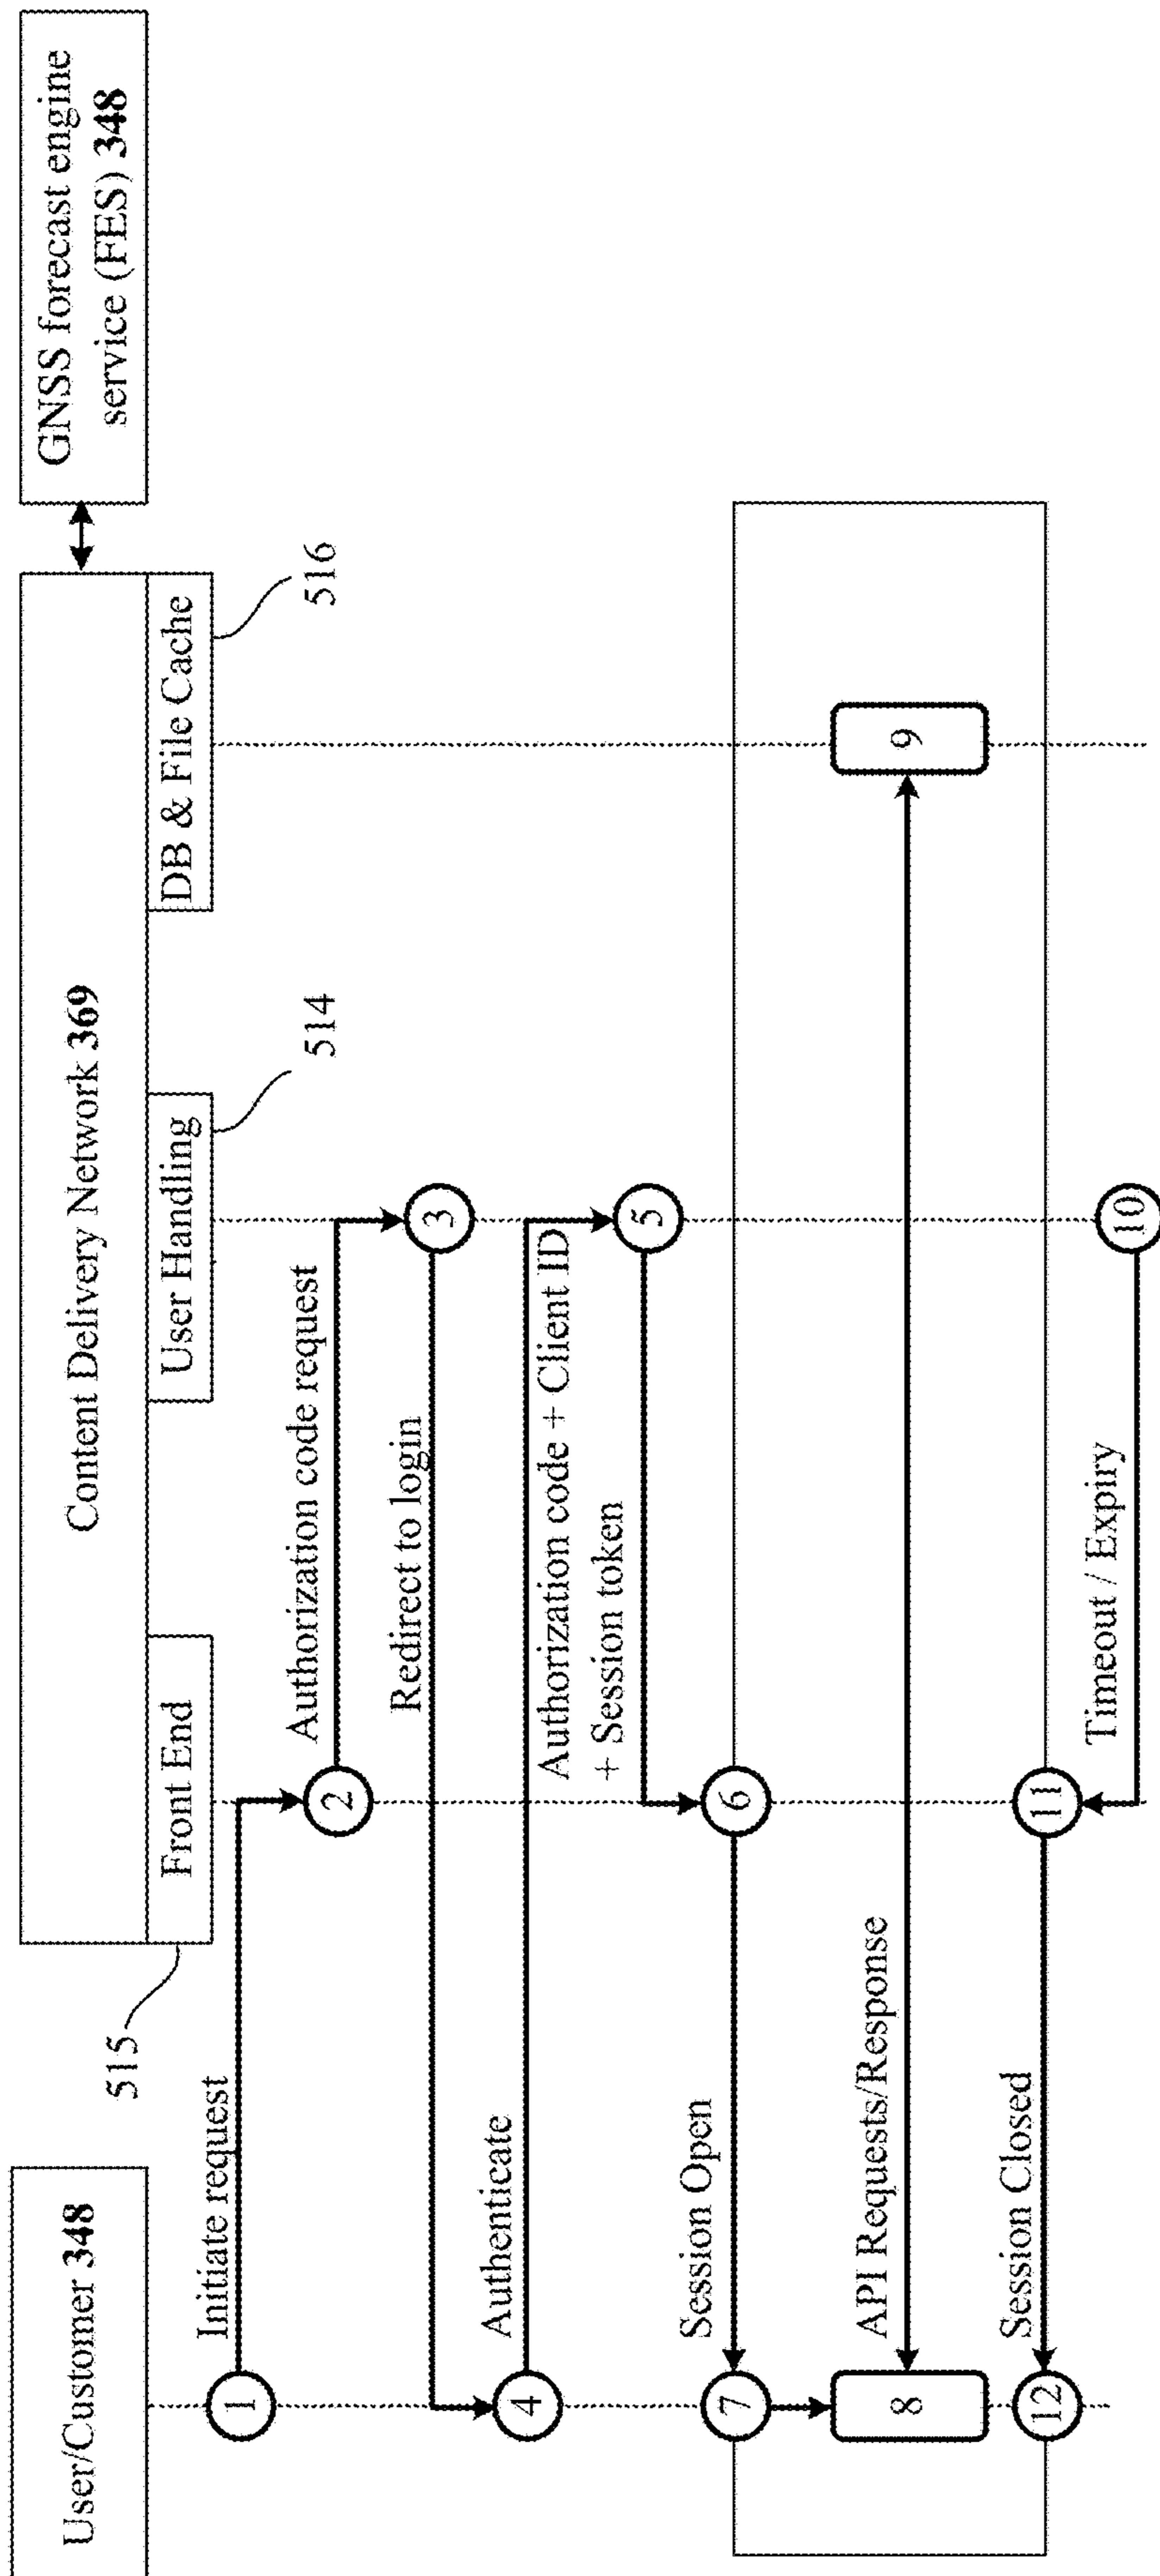 User/Customer 348
Content Delivery Network 369
GNSS forecast engine
service (FES) 348
515
Front End
User Handling
514
DB & File Cache
516
Initiate request
1
2
Authorization code request
3
Redirect to login
4
Authenticate
Authorization code + Client ID
+ Session token
5
6
Session Open
7
8
API Requests/Response
9
Session Closed
12
11
Timeout / Expiry
10